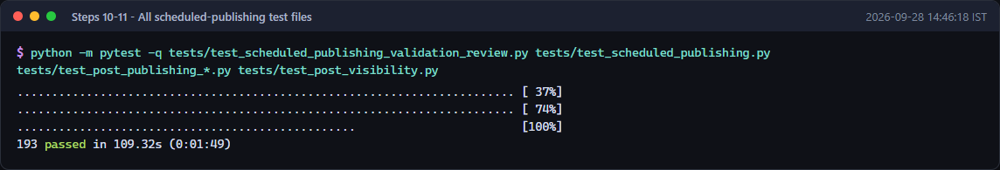 Steps 10-11 - All scheduled-publishing test files
2026-09-28 14:46:18 IST
$ python -m pytest -q tests/test_scheduled_publishing_validation_review.py tests/test_scheduled_publishing.py
tests/test_post_publishing_*.py tests/test_post_visibility.py
........................................................................ [ 37%]
........................................................................ [ 74%]
.................................................                        [100%]
193 passed in 109.32s (0:01:49)